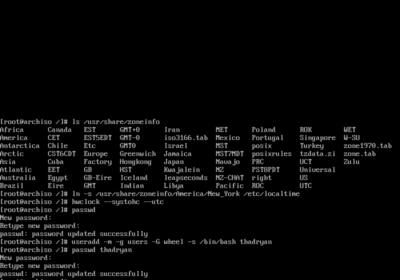 [root@archiso /]# ls /usr/share/zoneinfo
Africa Canada EST GMT+0 Iran MET Poland ROK WET
America CET EST5EDT GMT-0 iso3166.tab Mexico Portugal Singapore W-SU
Antarctica Chile Etc GMT0 Israel MST posix Turkey zone1970.tab
Arctic CST6CDT Europe Greenwich Jamaica MST7MDT posixrules tzdata.zi zone.tab
Asia Cuba Factory Hongkong Japan Navajo PRC UCT Zulu
Atlantic EET GB HST Kwajalein NZ PST8PDT Universal
Australia Egypt GB-Eire Iceland leapseconds NZ-CHAT right US
Brazil Eire GMT Indian Libya Pacific ROC UTC
[root@archiso /]# ln -s /usr/share/zoneinfo/America/New_York /etc/localtime
[root@archiso /]# hwclock --systohc --utc
[root@archiso /]# passwd
New password:
Retype new password:
passwd: password updated successfully
[root@archiso /]# useradd -m -g users -G wheel -s /bin/bash thadryan
[root@archiso /]# passwd thadryan
New password:
Retype new password:
passwd: password updated successfully